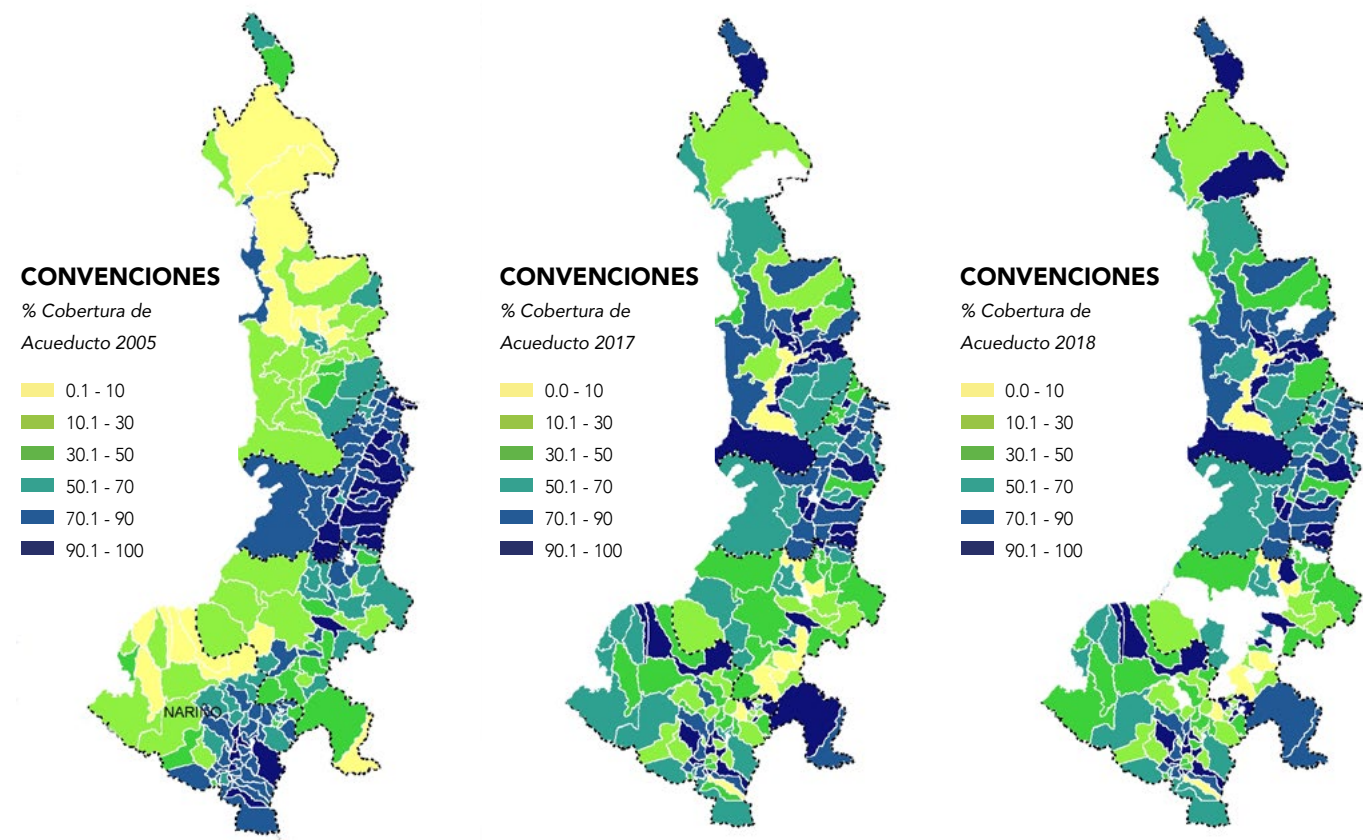 CONVENCIONES
% Cobertura de
Acueducto 2005
0.1 - 10
10.1 - 30
30.1 - 50
50.1 - 70
70.1 - 90
90.1 - 100
NARIÑO
CONVENCIONES
% Cobertura de
Acueducto 2017
0.0 - 10
10.1 - 30
30.1 - 50
50.1 - 70
70.1 - 90
90.1 - 100
CONVENCIONES
% Cobertura de
Acueducto 2018
0.0 - 10
10.1 - 30
30.1 - 50
50.1 - 70
70.1 - 90
90.1 - 100